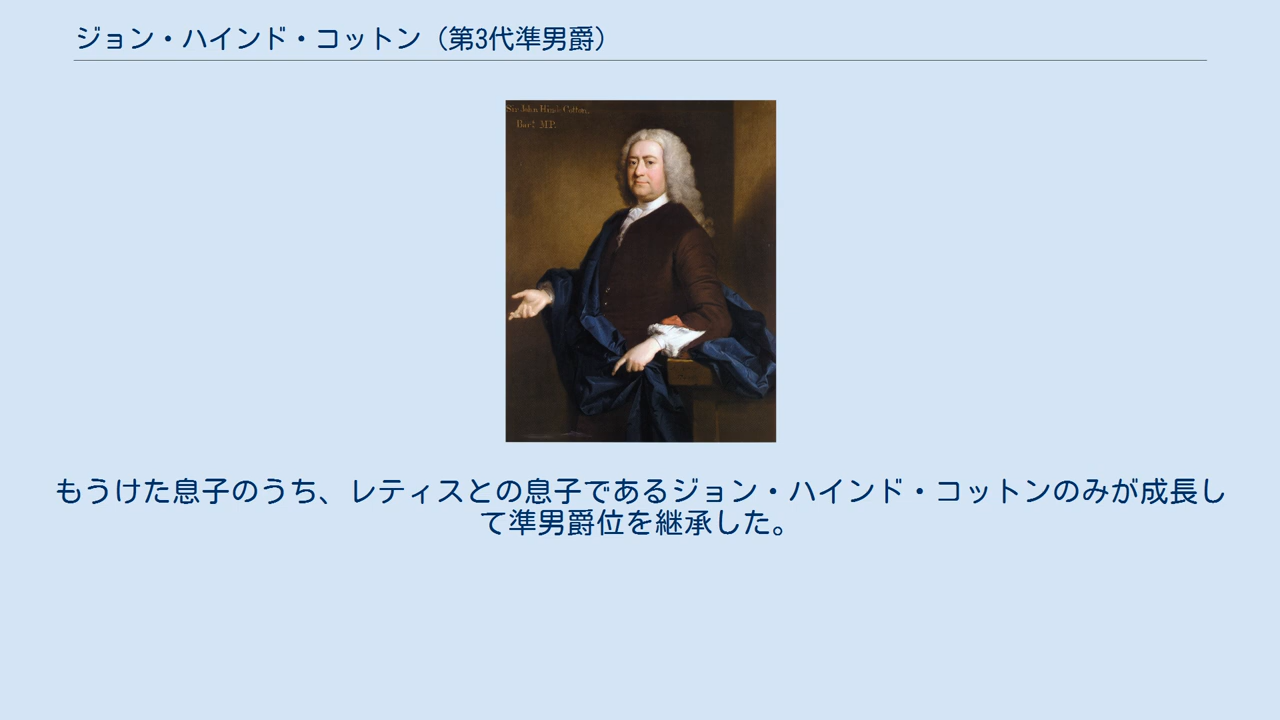 ジョン・ハインド・コットン（第3代準男爵）
Sir John Hinde Cotton,
Bar.t MP.
もうけた息子のうち、レティスとの息子であるジョン・ハインド・コットンのみが成長し
て準男爵位を継承した。